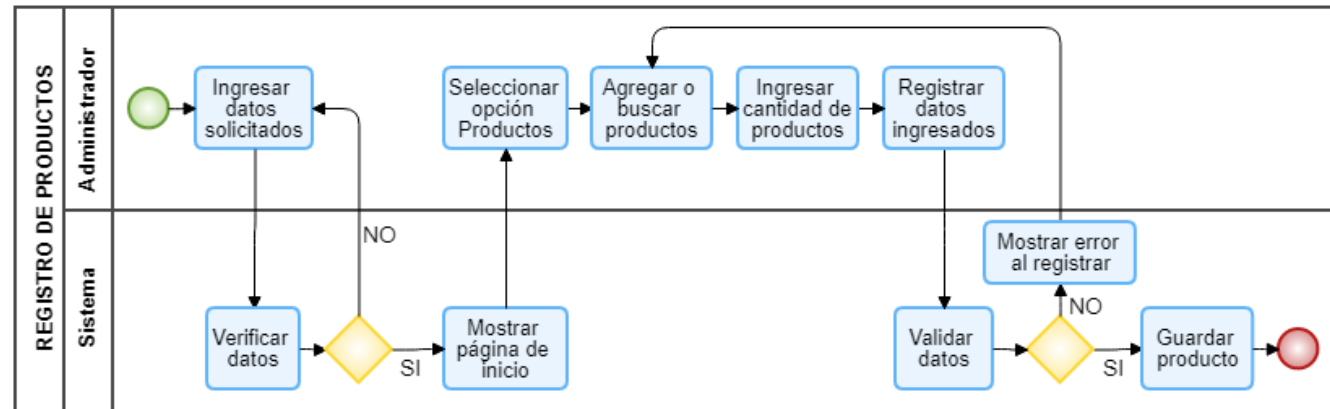 REGISTRO DE PRODUCTOS
Administrador
Ingresar
datos
solicitados
Seleccionar
opción
Productos
Agregar o
buscar
productos
Ingresar
cantidad de
productos
Registrar
datos
ingresados
Sistema
Verificar
datos
NO
SI
Mostrar
página de
inicio
Validar
datos
Mostrar error
al registrar
NO
SI
Guardar
producto